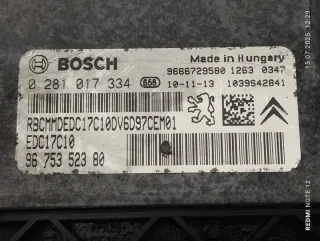 BOSCH
Made in Hungary
9666729580 1263 0347
0 281 017 334 658 10-11-13 1039S42841
RBCMMDEDC17C10DV6D97CEM01
EDC17C10
96 753 523 80
REDMI NOTE 12
15.07.2025 12:29